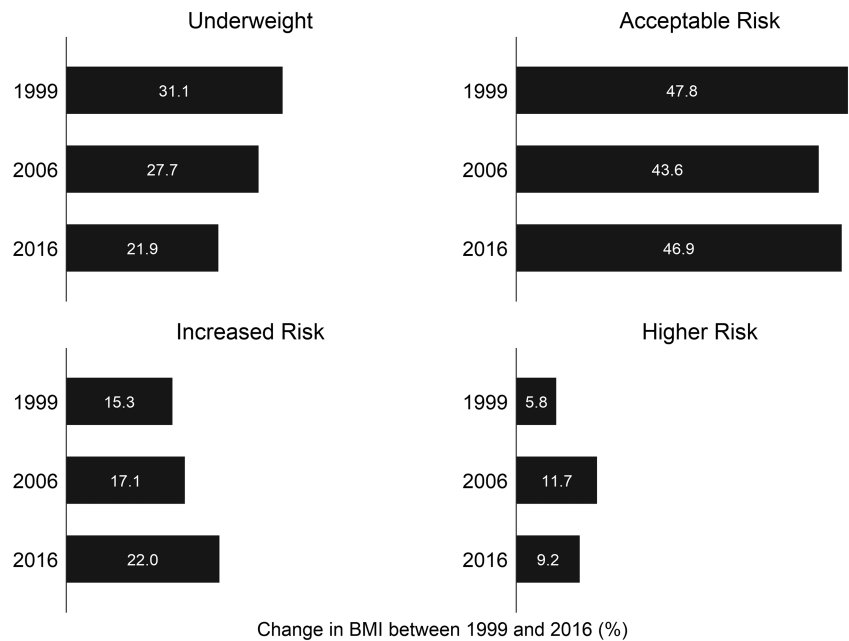 Underweight
1999 31.1
2006 27.7
2016 21.9
Acceptable Risk
1999 47.8
2006 43.6
2016 46.9
Increased Risk
1999 15.3
2006 17.1
2016 22.0
Higher Risk
1999 5.8
2006 11.7
2016 9.2
Change in BMI between 1999 and 2016 (%)